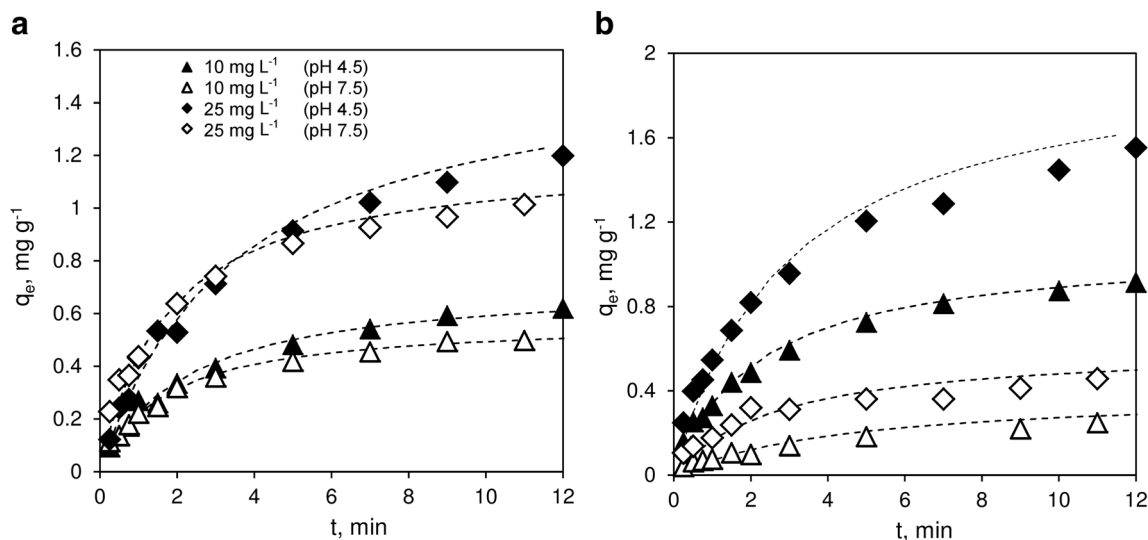 a
1.6
1.4
1.2
1
0.8
0.6
0.4
0.2
0
qe, mg g-1
10 mg L-1 (pH 4.5)
10 mg L-1 (pH 7.5)
25 mg L-1 (pH 4.5)
25 mg L-1 (pH 7.5)
0 2 4 6 8 10 12
t, min
b
2
1.6
1.2
0.8
0.4
0
qe, mg g-1
0 2 4 6 8 10 12
t, min